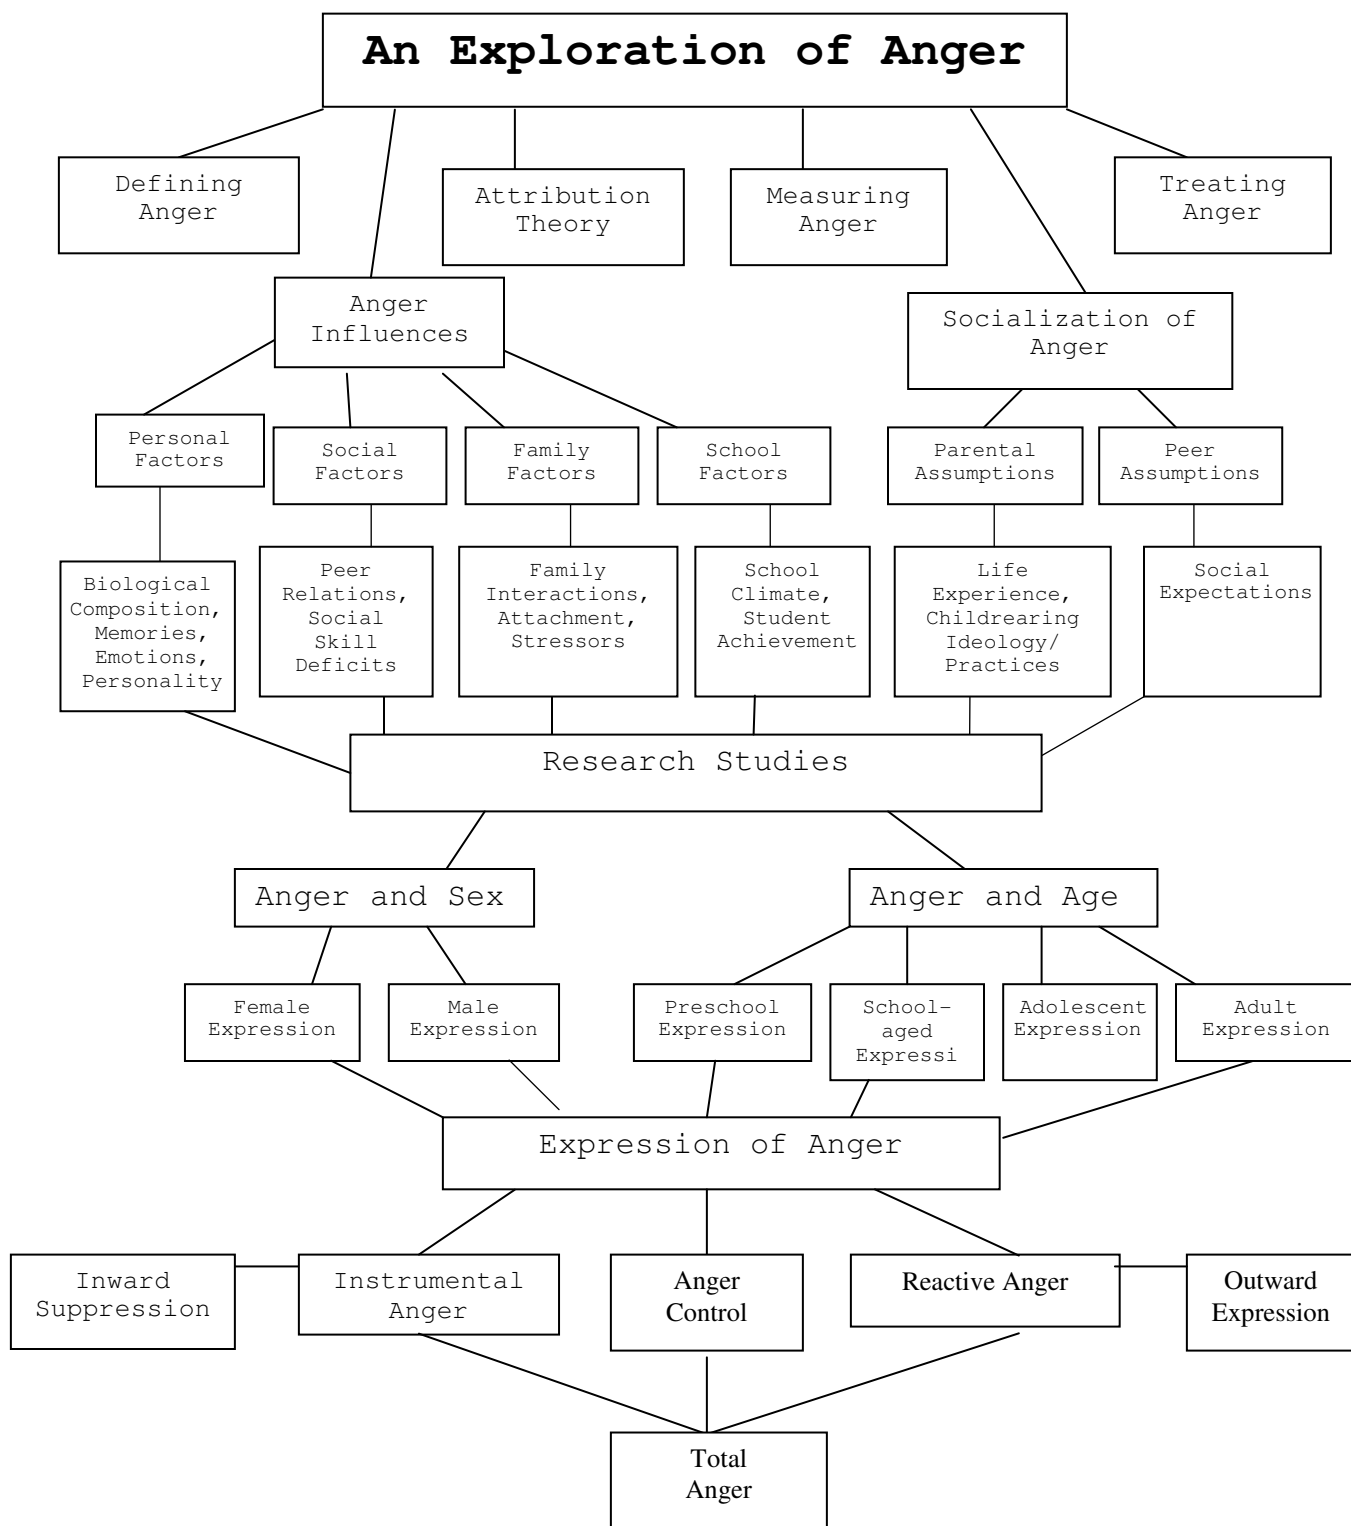 An Exploration of Anger
Defining
Anger
Attribution
Theory
Measuring
Anger
Treating
Anger
Anger
Influences
Socialization of
Anger
Personal
Factors
Social
Factors
Family
Factors
School
Factors
Parental
Assumptions
Peer
Assumptions
Biological
Composition,
Memories,
Emotions,
Personality
Peer
Relations,
Social
Skill
Deficits
Family
Interactions,
Attachment,
Stressors
School
Climate,
Student
Achievement
Life
Experience,
Childrearing
Ideology/
Practices
Social
Expectations
Research Studies
Anger and Sex
Anger and Age
Female
Expression
Male
Expression
Preschool
Expression
School-
aged
Expressi
Adolescent
Expression
Adult
Expression
Expression of Anger
Inward
Suppression
Instrumental
Anger
Anger
Control
Reactive Anger
Outward
Expression
Total
Anger